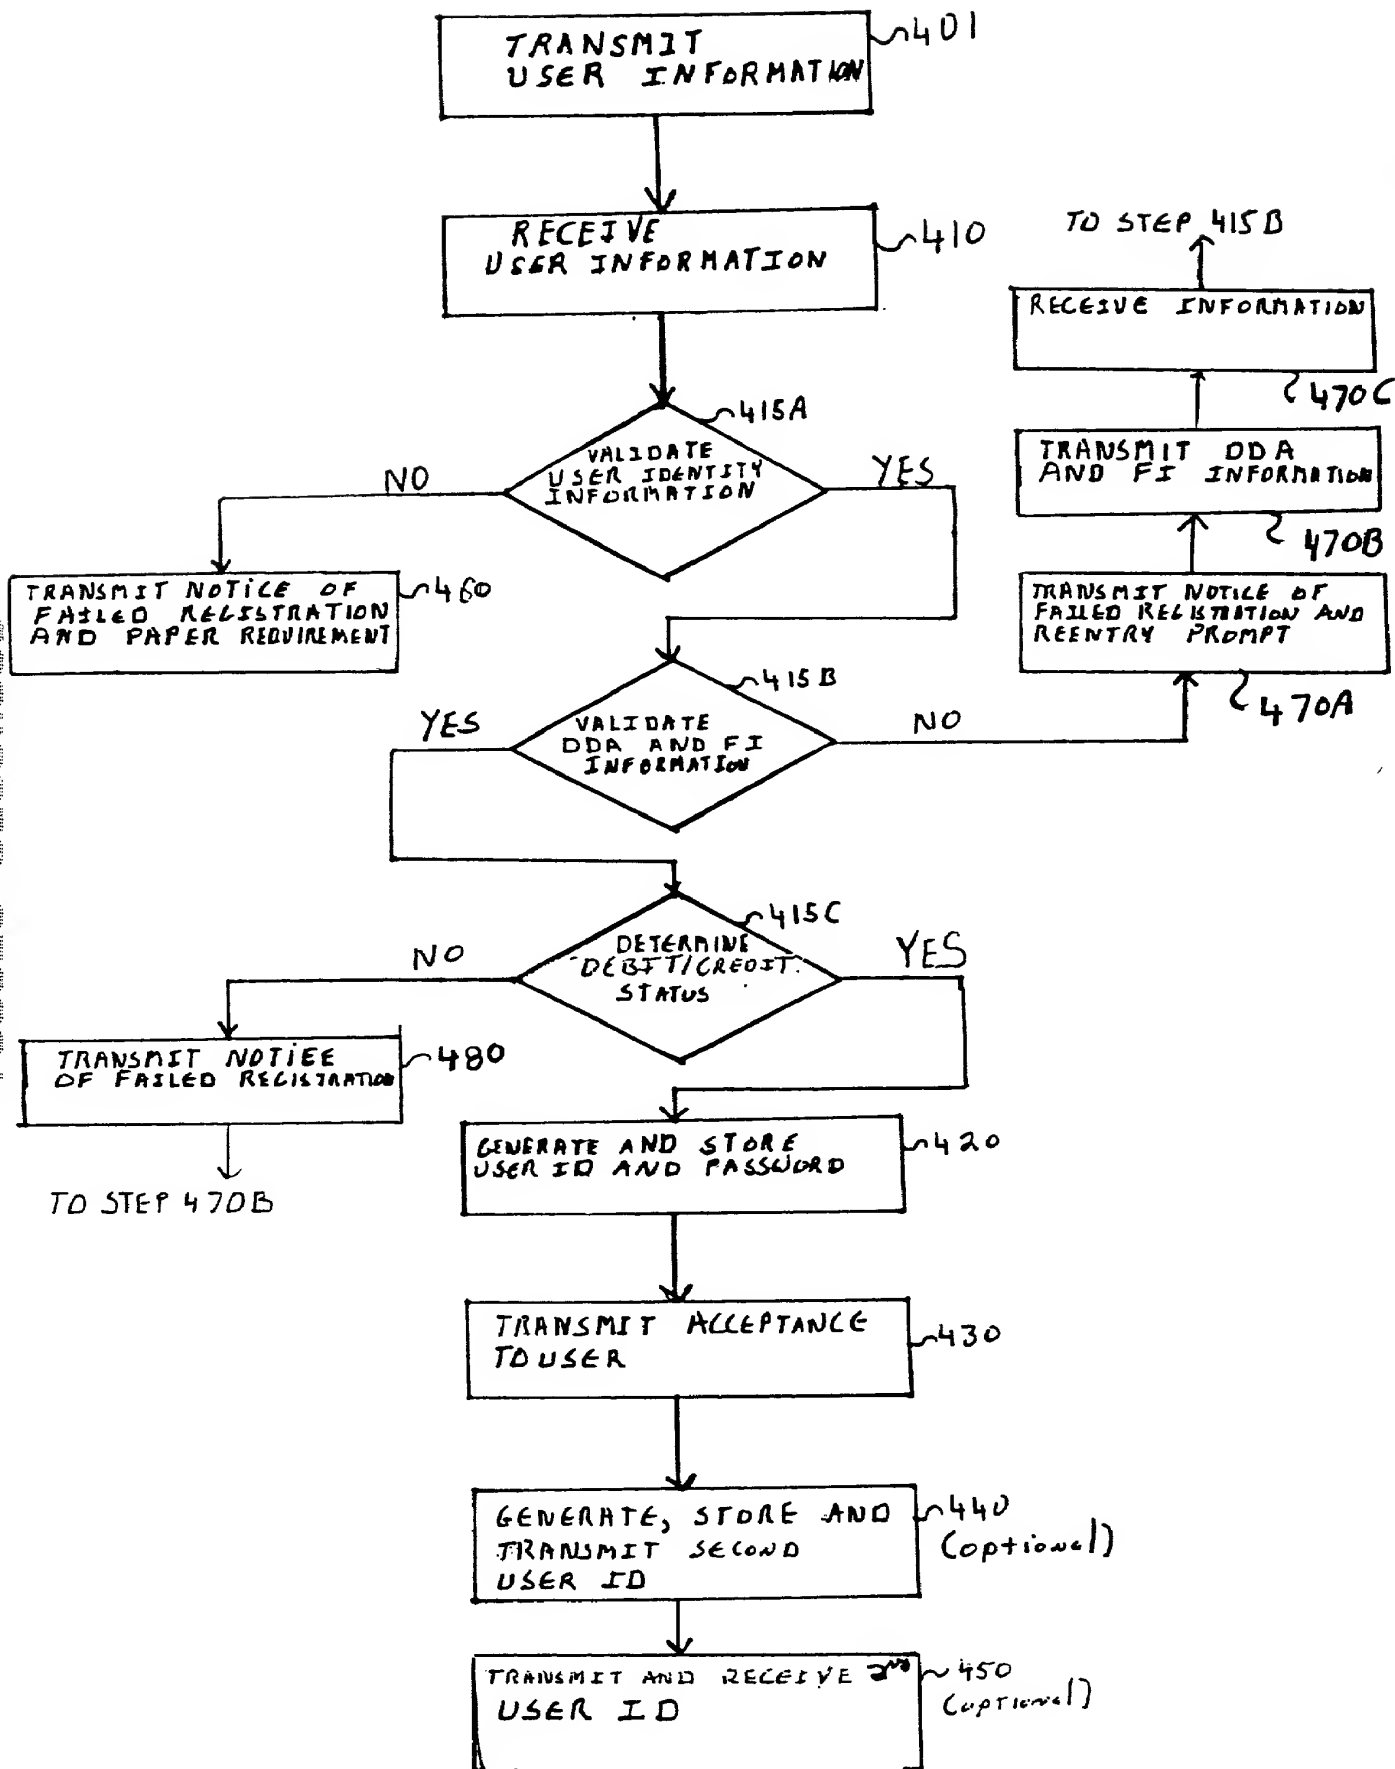 TRANSMIT
USER INFORMATION
401
RECEIVE
USER INFORMATION
410
TO STEP 415B
RECEIVE INFORMATION
470C
415A
VALIDATE
USER IDENTITY
INFORMATION
NO
YES
TRANSMIT DDA
AND FI INFORMATION
470B
TRANSMIT NOTICE OF
FAILED REGISTRATION
AND PAPER REQUIREMENT
460
TRANSMIT NOTICE OF
FAILED REGISTRATION AND
REENTRY PROMPT
470A
415B
VALIDATE
DDA AND FI
INFORMATION
YES
NO
415C
DETERMINE
DEBIT/CREDIT
STATUS
NO
YES
TRANSMIT NOTIEE
OF FAILED REGISTRATION
480
TO STEP 470B
GENERATE AND STORE
USER ID AND PASSWORD
420
TRANSMIT ACCEPTANCE
TO USER
430
GENERATE, STORE AND
TRANSMIT SECOND
USER ID
440
(optional)
TRANSMIT AND RECEIVE 2ND
USER ID
450
(optional)